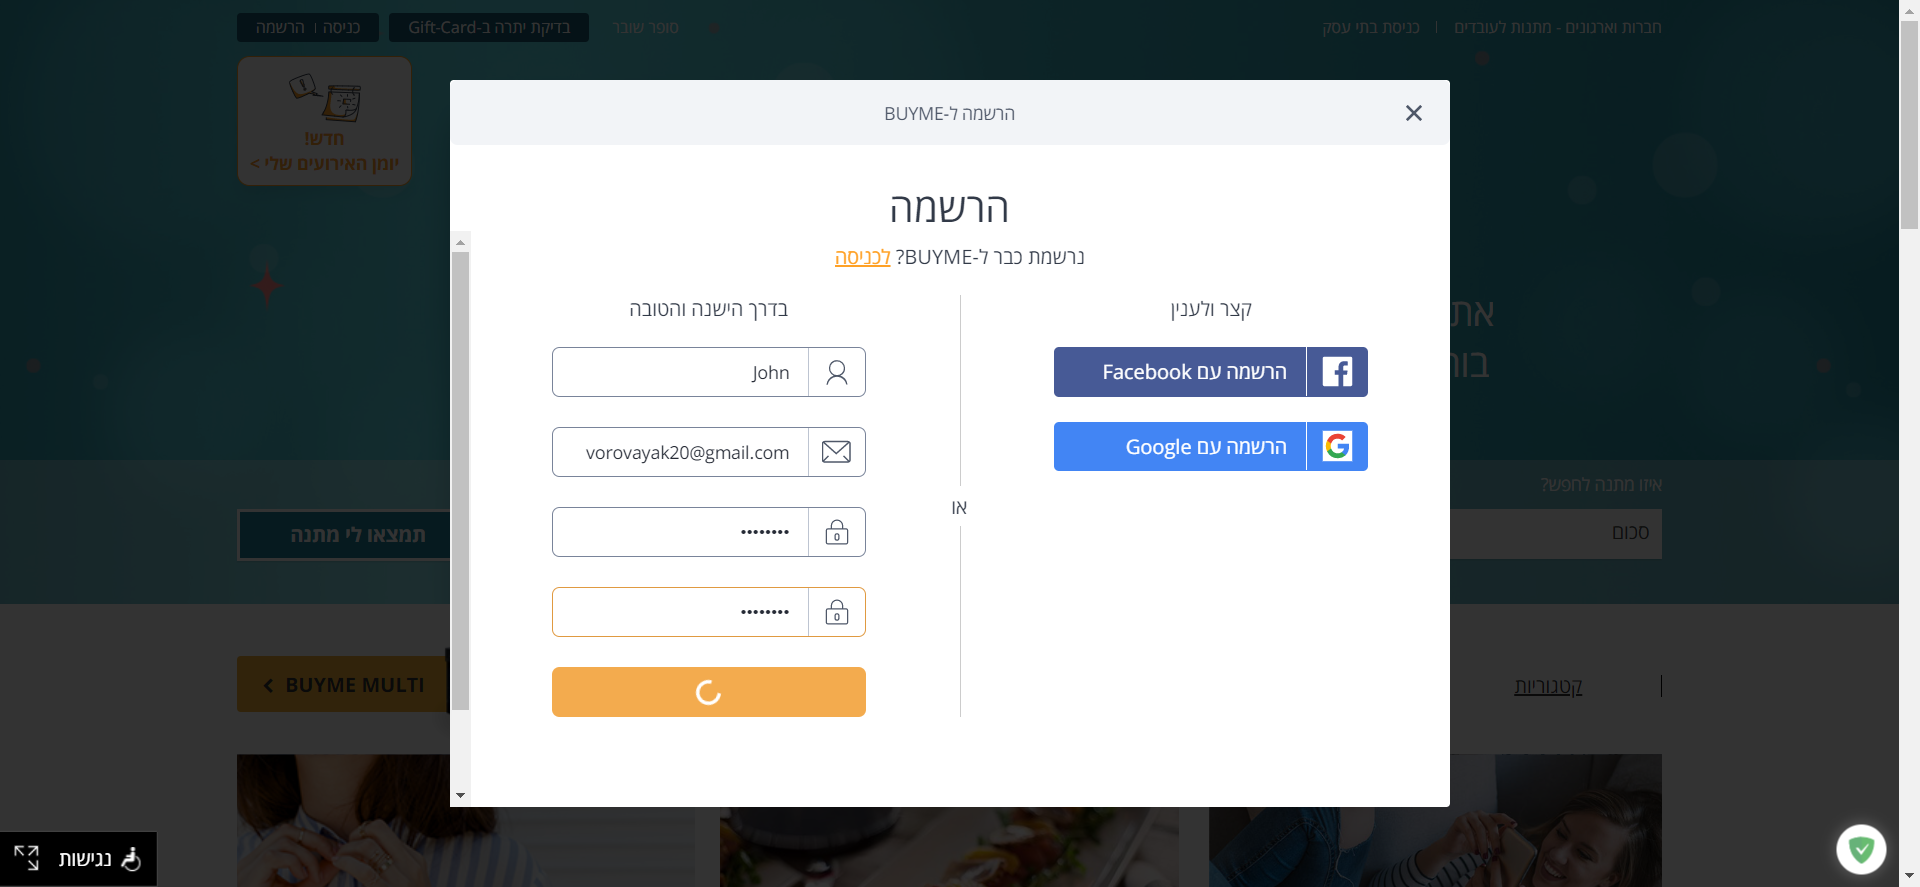 חברות וארגונים - מתנות לעובדים | כניסת בתי עסק
סופר שובר
בדיקת יתרה ב-Gift-Card
כניסה | הרשמה
חדש!
יומן האירועים שלי >
הרשמה ל-BUYME
הרשמה
נרשמת כבר ל-BUYME? לכניסה
קצר ולענין
הרשמה עם Facebook
הרשמה עם Google
או
בדרך הישנה והטובה
John
vorovayak20@gmail.com
••••••••
••••••••
את
איזו מתנה לחפש?
סכום
תמצאו לי מתנה
קטגוריות
BUYME MULTI
נגישות